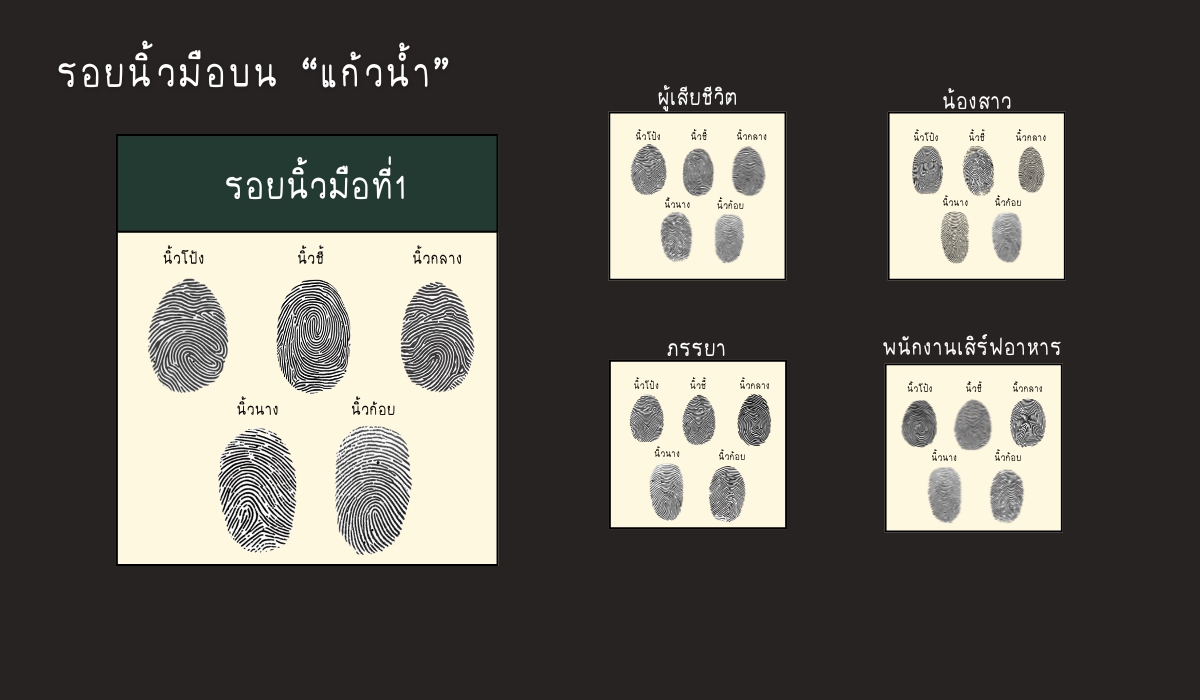 รอยนิ้วมือบน “แก้วน้ำ”
รอยนิ้วมือที่1
นิ้วโป้ง นิ้วชี้ นิ้วกลาง
นิ้วนาง นิ้วก้อย
ผู้เสียชีวิต
นิ้วโป้ง นิ้วชี้ นิ้วกลาง
นิ้วนาง นิ้วก้อย
น้องสาว
นิ้วโป้ง นิ้วชี้ นิ้วกลาง
นิ้วนาง นิ้วก้อย
ภรรยา
นิ้วโป้ง นิ้วชี้ นิ้วกลาง
นิ้วนาง นิ้วก้อย
พนักงานเสิร์ฟอาหาร
นิ้วโป้ง นิ้วชี้ นิ้วกลาง
นิ้วนาง นิ้วก้อย